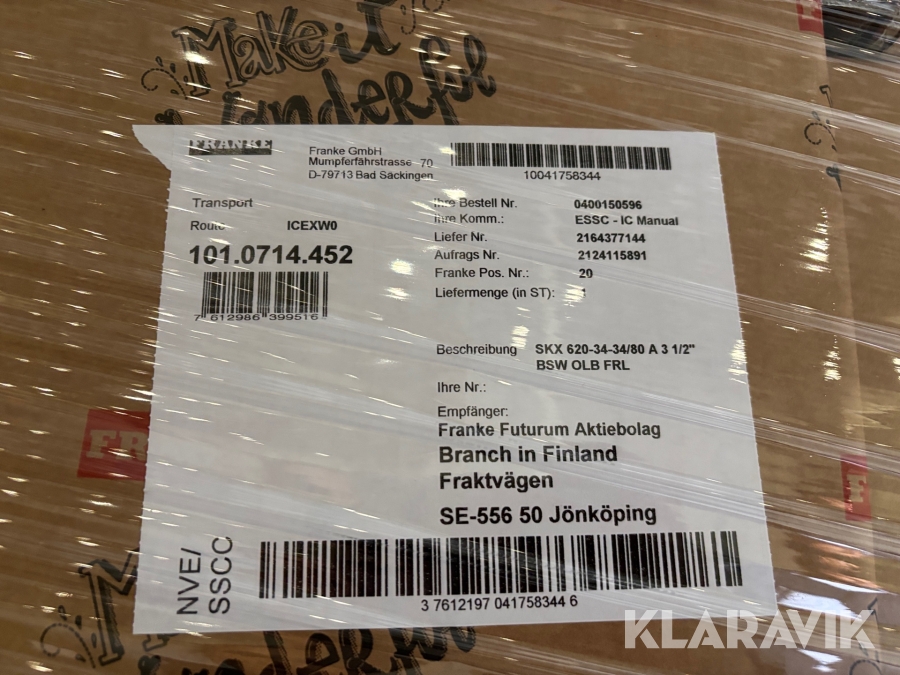 Make it
Wonderful
FRANKE
Franke GmbH
Mumpferfährstrasse 70
D-79713 Bad Säckingen
10041758344
Transport
Route ICEXW0
101.0714.452
7 612986 399516
Ihre Bestell Nr. 0400150596
Ihre Komm.: ESSC - IC Manual
Liefer Nr. 2164377144
Aufrags Nr. 2124115891
Franke Pos. Nr.: 20
Liefermenge (in ST): 1
Beschreibung SKX 620-34-34/80 A 3 1/2"
BSW OLB FRL
Ihre Nr.:
Empfänger:
Franke Futurum Aktiebolag
Branch in Finland
Fraktvägen
SE-556 50 Jönköping
NVE/
SSCC
3 7612197 041758344 6
KLARAVIK